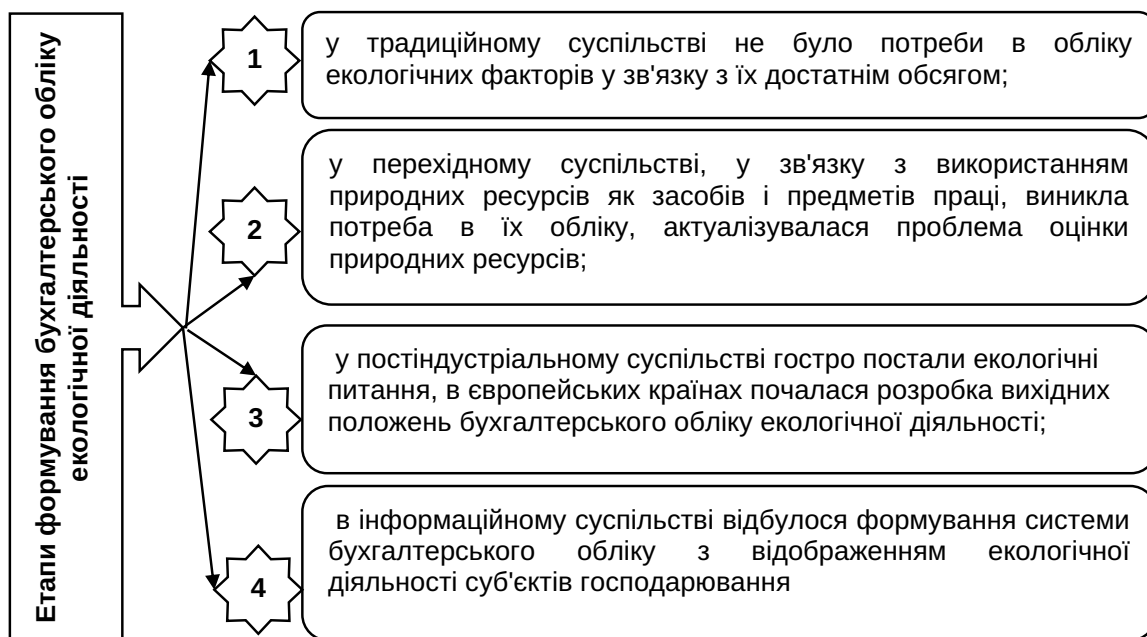 Етапи формування бухгалтерського обліку
екологічної діяльності
1
у традиційному суспільстві не було потреби в обліку
екологічних факторів у зв'язку з їх достатнім обсягом;
2
у перехідному суспільстві, у зв'язку з використанням
природних ресурсів як засобів і предметів праці, виникла
потреба в їх обліку, актуалізувалася проблема оцінки
природних ресурсів;
3
у постіндустріальному суспільстві гостро постали екологічні
питання, в європейських країнах почалася розробка вихідних
положень бухгалтерського обліку екологічної діяльності;
4
в інформаційному суспільстві відбулося формування системи
бухгалтерського обліку з відображенням екологічної
діяльності суб'єктів господарювання